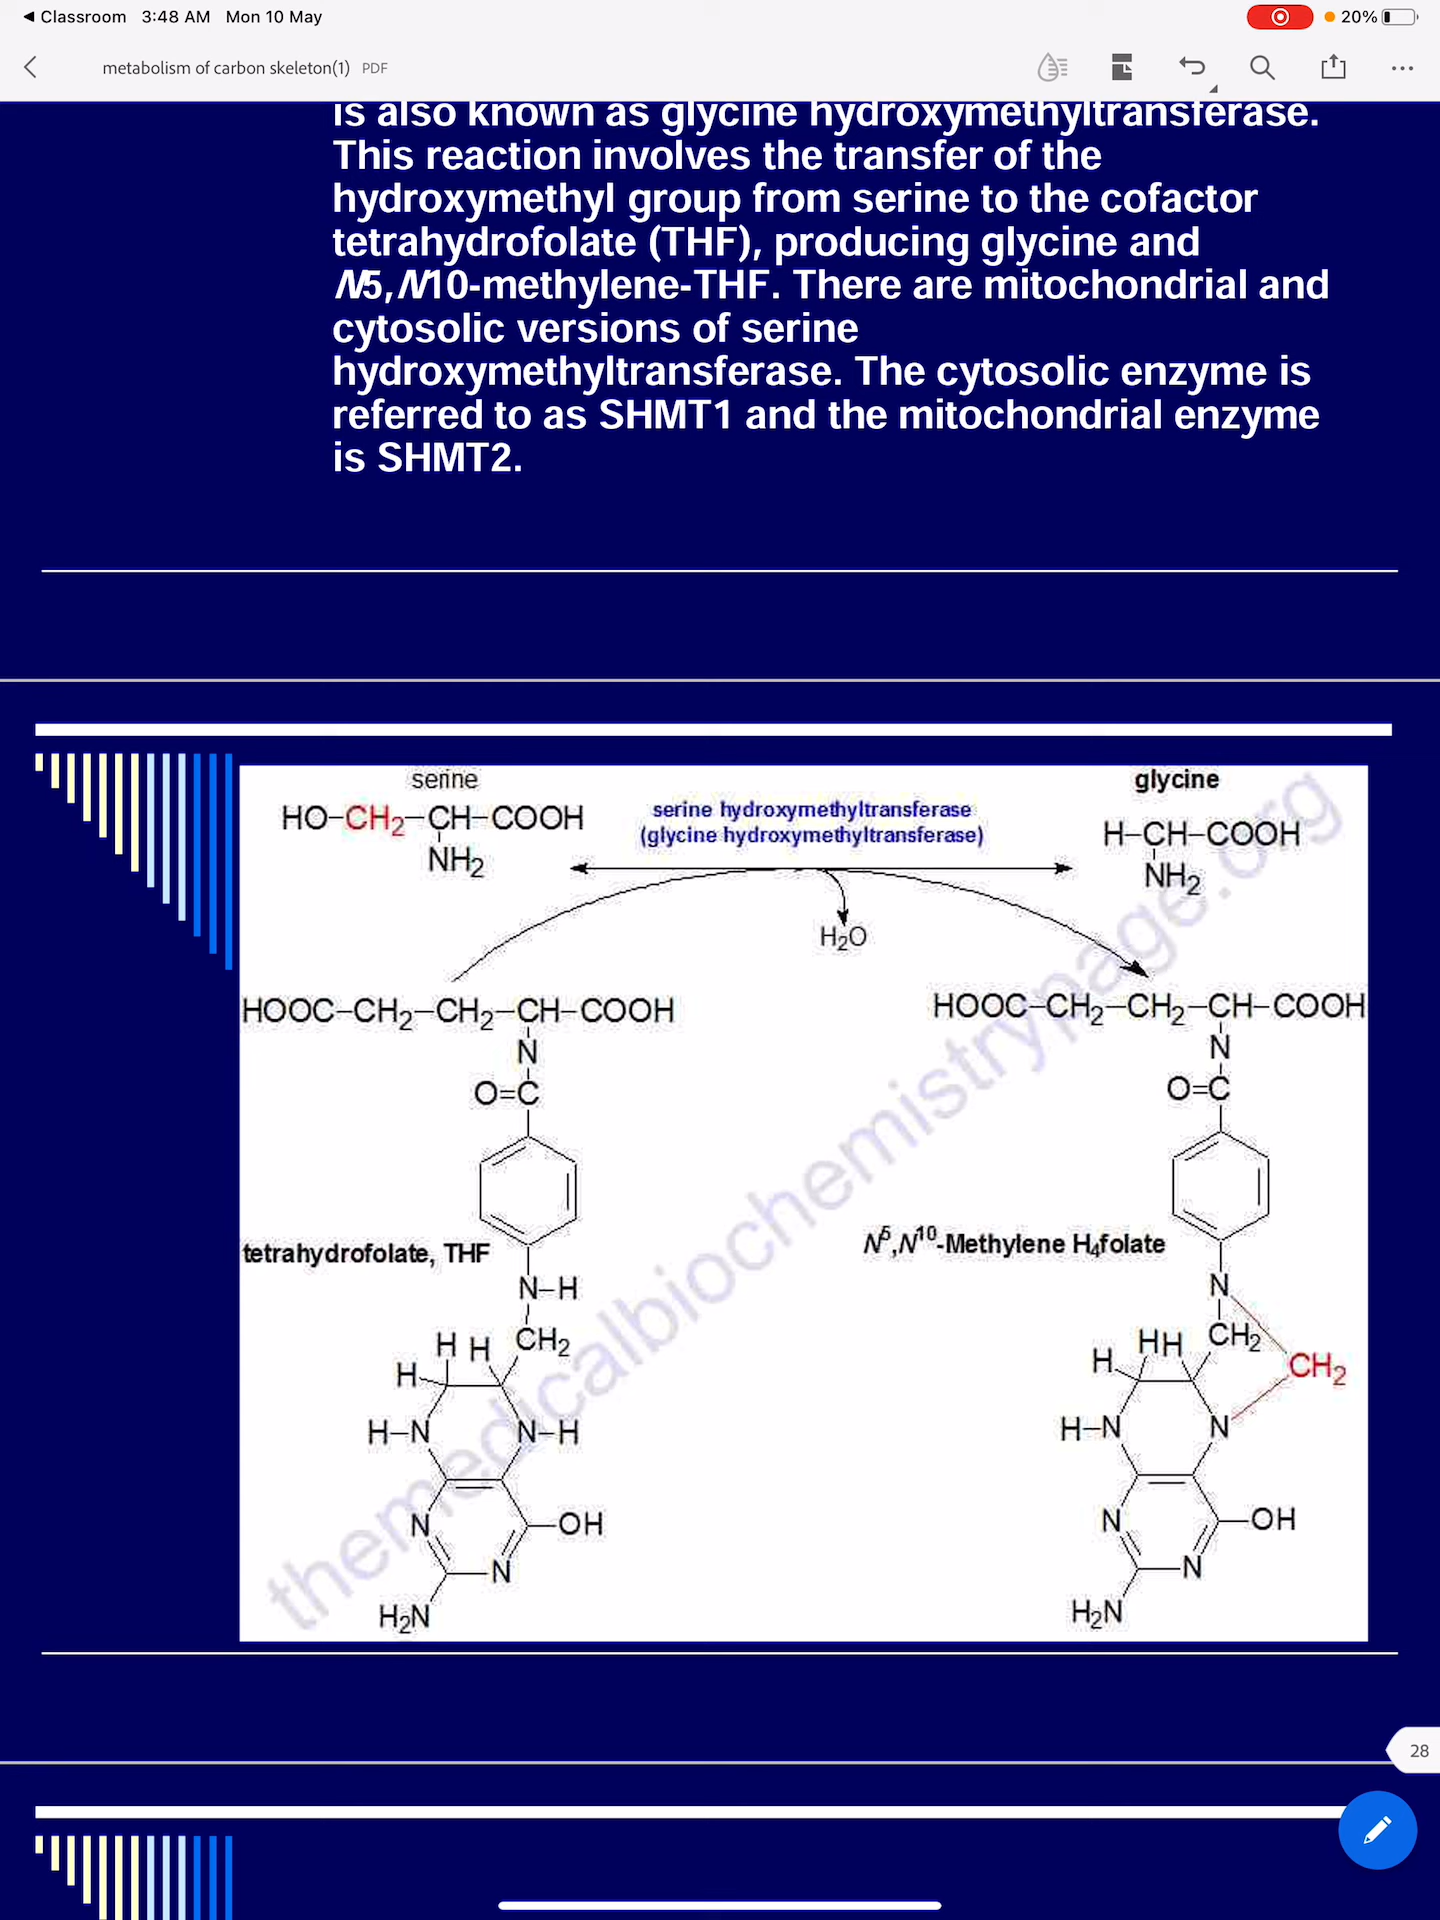 Classroom 3:48 AM Mon 10 May 20%
metabolism of carbon skeleton(1) PDF
is also known as glycine hydroxymethyltransferase.
This reaction involves the transfer of the
hydroxymethyl group from serine to the cofactor
tetrahydrofolate (THF), producing glycine and
N5,N10-methylene-THF. There are mitochondrial and
cytosolic versions of serine
hydroxymethyltransferase. The cytosolic enzyme is
referred to as SHMT1 and the mitochondrial enzyme
is SHMT2.
serine
HO-CH2-CH-COOH
NH2
serine hydroxymethyltransferase
(glycine hydroxymethyltransferase)
glycine
H-CH-COOH
NH2
H2O
HOOC-CH2-CH2-CH-COOH
N
O=C
tetrahydrofolate, THF
N-H
CH2
H H
H
H-N
N-H
N
OH
N
H2N
HOOC-CH2-CH2-CH-COOH
N
O=C
N5,N10-Methylene H4folate
N
CH2
HH
H
CH2
H-N
N
N
OH
N
H2N
themedicalbiochemistrypage.org
28